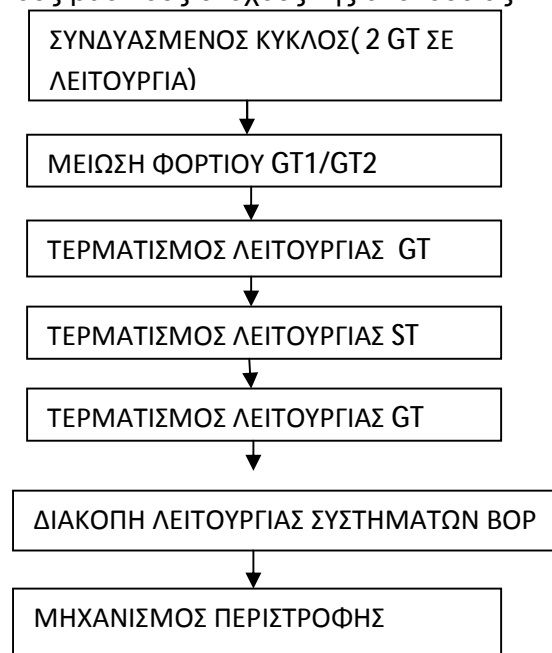 ΣΥΝΔΥΑΣΜΕΝΟΣ ΚΥΚΛΟΣ( 2 GT ΣΕ
ΛΕΙΤΟΥΡΓΙΑ)
ΜΕΙΩΣΗ ΦΟΡΤΙΟΥ GT1/GT2
ΤΕΡΜΑΤΙΣΜΟΣ ΛΕΙΤΟΥΡΓΙΑΣ GT
ΤΕΡΜΑΤΙΣΜΟΣ ΛΕΙΤΟΥΡΓΙΑΣ ST
ΤΕΡΜΑΤΙΣΜΟΣ ΛΕΙΤΟΥΡΓΙΑΣ GT
ΔΙΑΚΟΠΗ ΛΕΙΤΟΥΡΓΙΑΣ ΣΥΣΤΗΜΑΤΩΝ BOP
ΜΗΧΑΝΙΣΜΟΣ ΠΕΡΙΣΤΡΟΦΗΣ